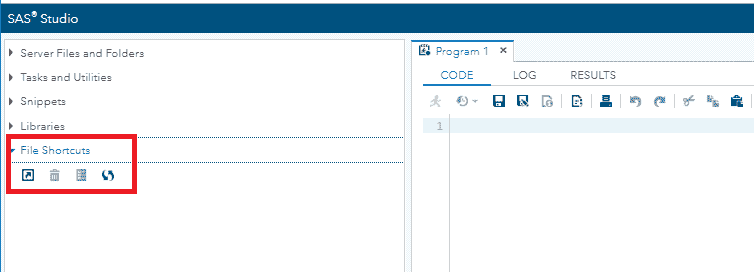 SAS® Studio
Server Files and Folders
Tasks and Utilities
Snippets
Libraries
File Shortcuts
Program 1
CODE LOG RESULTS
1